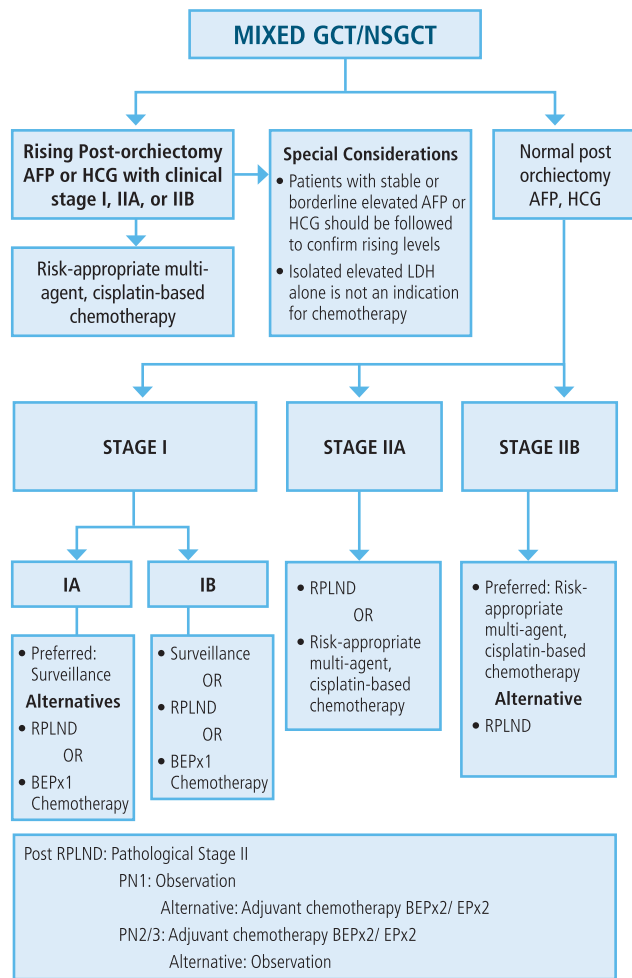 MIXED GCT/NSGCT
Rising Post-orchiectomy
AFP or HCG with clinical
stage I, IIA, or IIB
Risk-appropriate multi-
agent, cisplatin-based
chemotherapy
Special Considerations
• Patients with stable or
borderline elevated AFP or
HCG should be followed
to confirm rising levels
• Isolated elevated LDH
alone is not an indication
for chemotherapy
Normal post
orchiectomy
AFP, HCG
STAGE I
STAGE IIA
STAGE IIB
IA
IB
• Preferred:
Surveillance
Alternatives
• RPLND
OR
• BEPx1
Chemotherapy
• Surveillance
OR
• RPLND
OR
• BEPx1
Chemotherapy
• RPLND
OR
• Risk-appropriate
multi-agent,
cisplatin-based
chemotherapy
• Preferred: Risk-
appropriate
multi-agent,
cisplatin-based
chemotherapy
Alternative
• RPLND
Post RPLND: Pathological Stage II
PN1: Observation
Alternative: Adjuvant chemotherapy BEPx2/ EPx2
PN2/3: Adjuvant chemotherapy BEPx2/ EPx2
Alternative: Observation